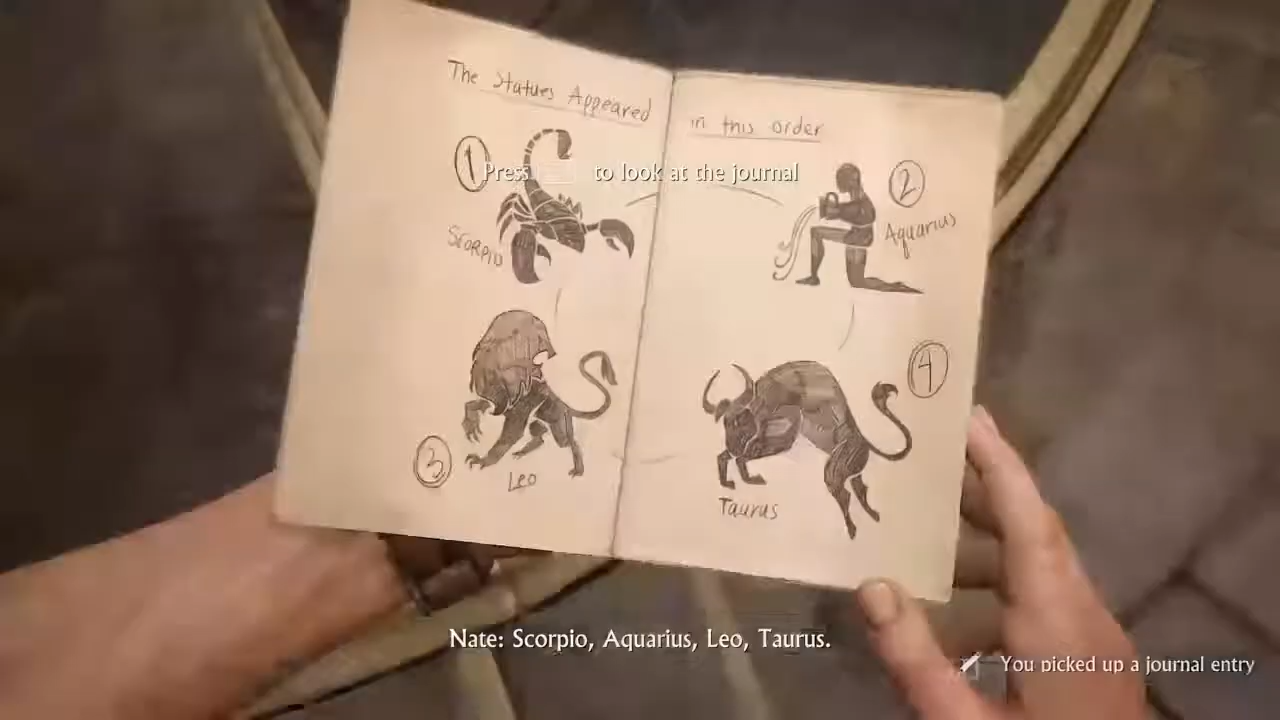 The Statues Appeared
in this order
1
Press to look at the journal
2
Scorpio
Aquarius
3
Leo
4
Taurus
Nate: Scorpio, Aquarius, Leo, Taurus.
You picked up a journal entry